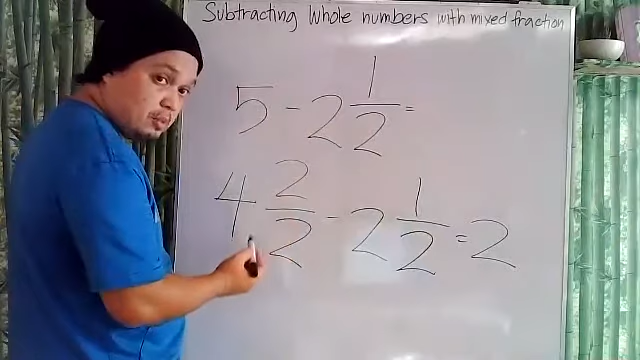 Subtracting Whole numbers with mixed fraction
5 - 2 1/2 =
4 2/2 - 2 1/2 = 2